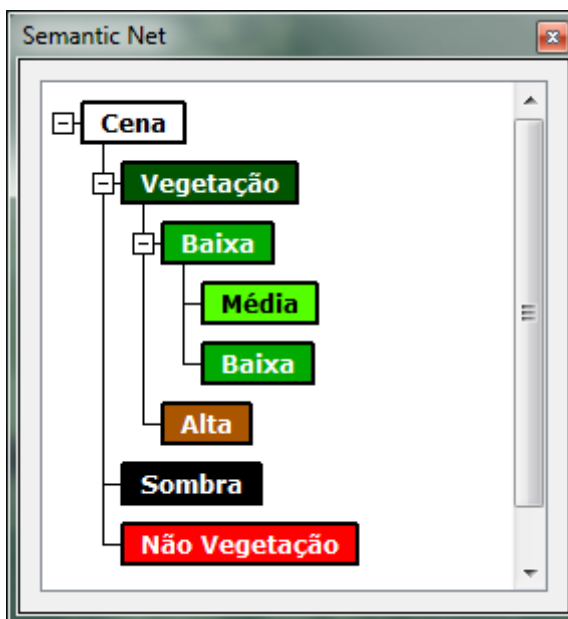 Semantic Net
Cena
Vegetação
Baixa
Média
Baixa
Alta
Sombra
Não Vegetação